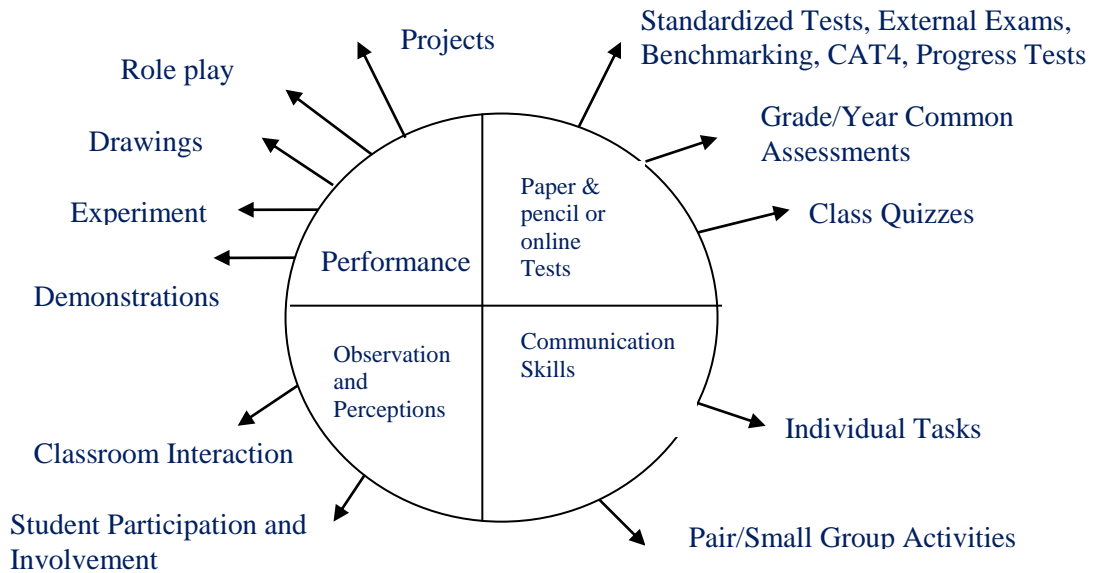 Standardized Tests, External Exams,
Benchmarking, CAT4, Progress Tests
Projects
Role play
Grade/Year Common
Assessments
Drawings
Paper &
pencil or
online
Tests
Experiment
Class Quizzes
Performance
Demonstrations
Communication
Skills
Observation
and
Perceptions
Individual Tasks
Classroom Interaction
Student Participation and
Involvement
Pair/Small Group Activities